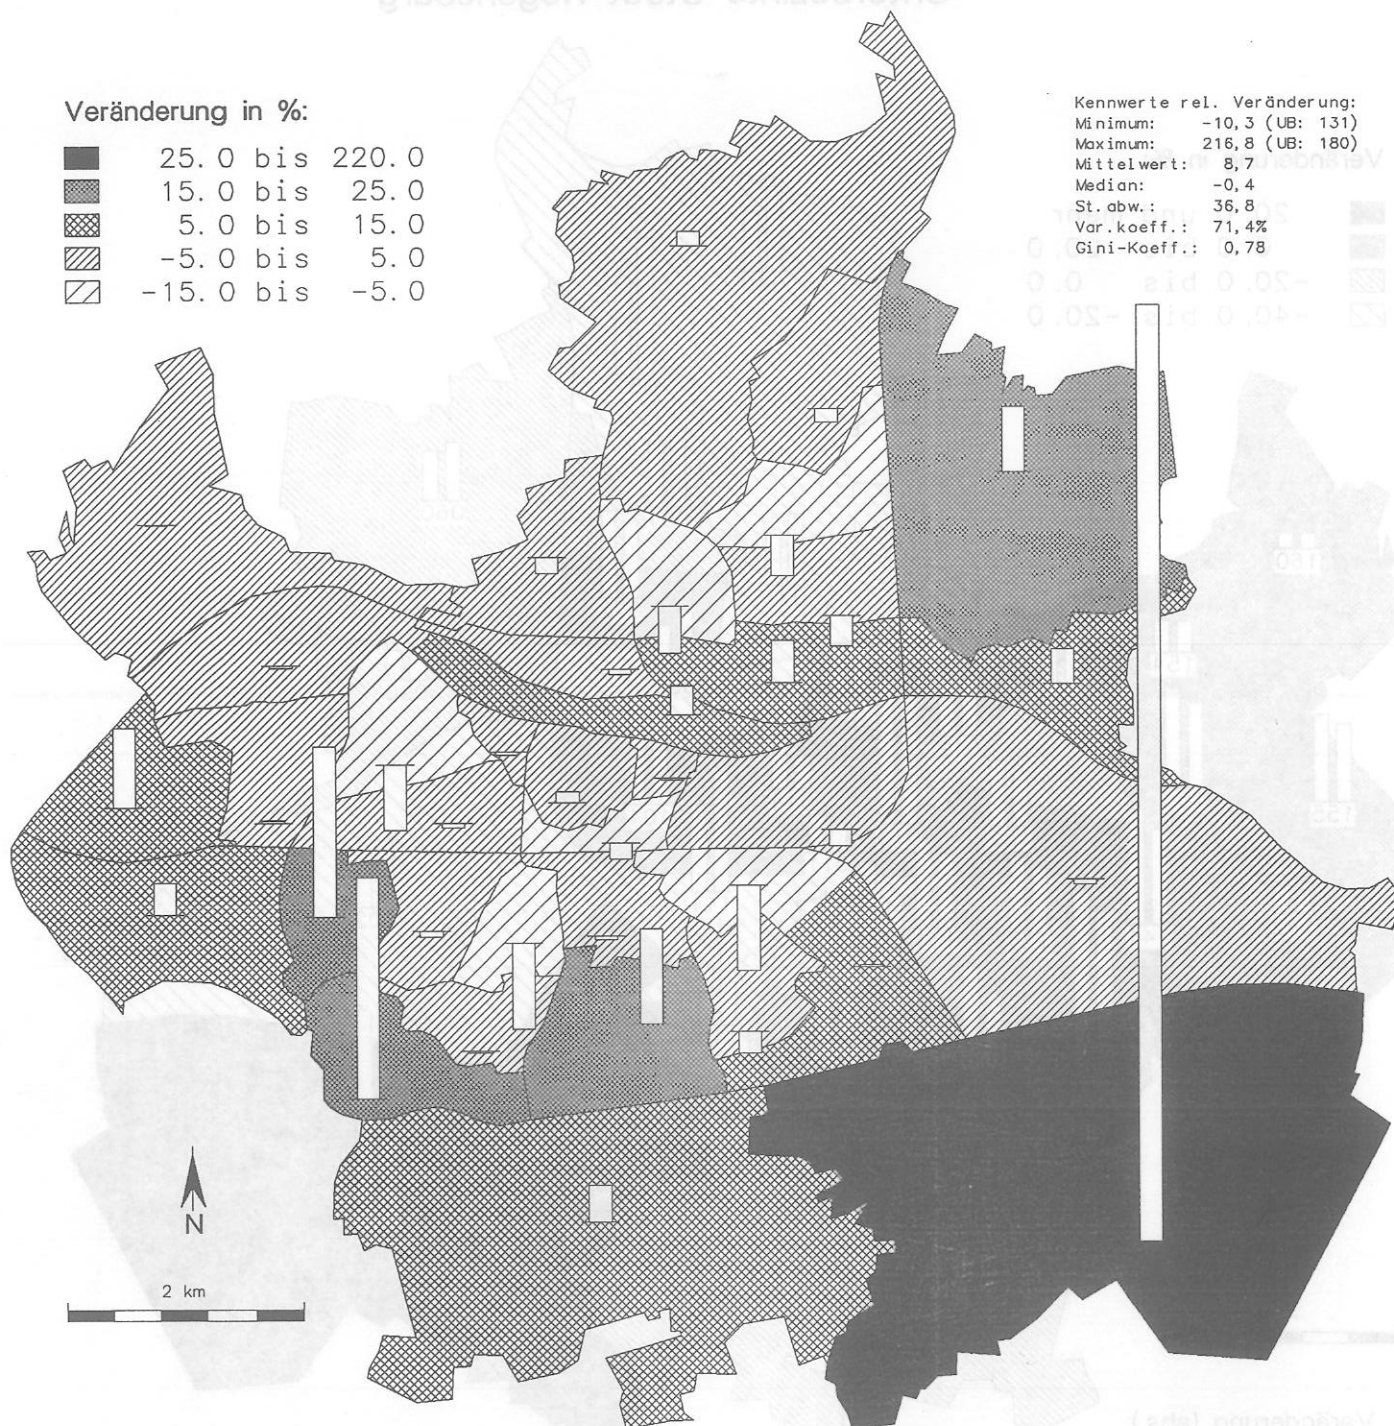 Veränderung in %:
25.0 bis 220.0
15.0 bis 25.0
5.0 bis 15.0
-5.0 bis 5.0
-15.0 bis -5.0
Kennwerte rel. Veränderung:
Minimum: -10,3 (UB: 131)
Maximum: 216,8 (UB: 180)
Mittelwert: 8,7
Median: -0,4
St.abw.: 36,8
Var.koeff.: 71,4%
Gini-Koeff.: 0,78
N
2 km